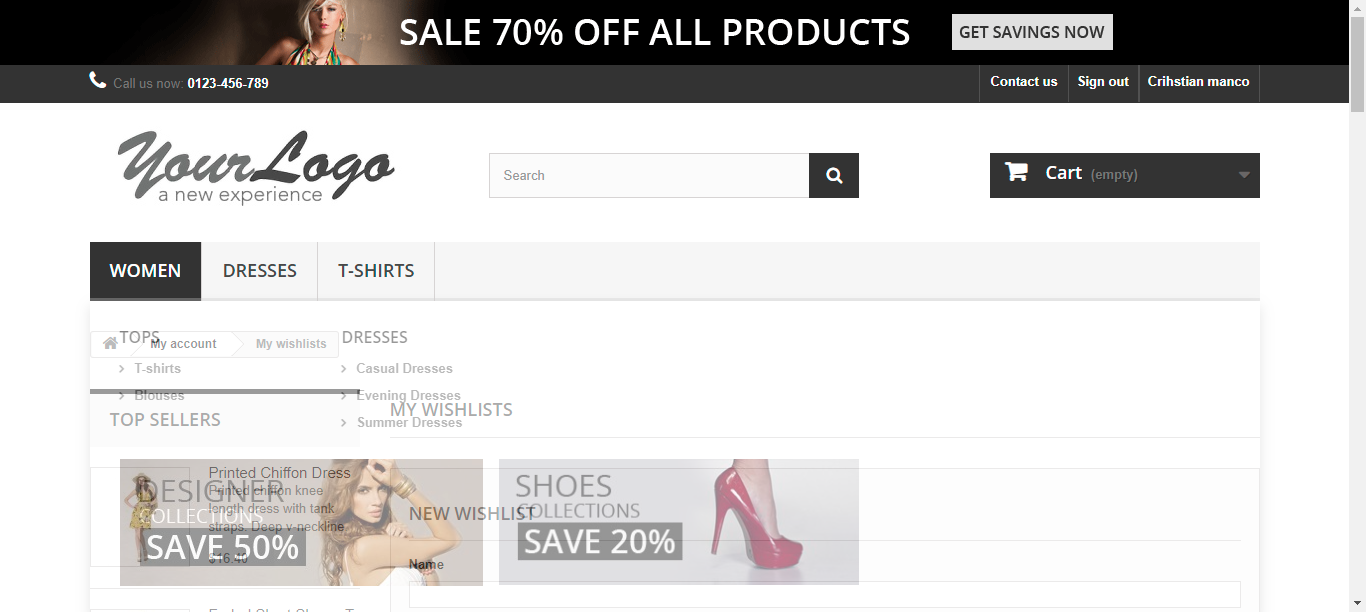 SALE 70% OFF ALL PRODUCTS
GET SAVINGS NOW
Call us now: 0123-456-789
Contact us
Sign out
Crihstian manco
YourLogo
a new experience
Search
Cart (empty)
WOMEN
DRESSES
T-SHIRTS
TOPS
DRESSES
My account
My wishlists
T-shirts
Casual Dresses
Blouses
Evening Dresses
MY WISHLISTS
TOP SELLERS
Summer Dresses
Printed Chiffon Dress
Printed chiffon knee
length dress with tank
straps. Deep v-neckline
$16.40
DESIGNER
COLLECTIONS
SAVE 50%
SHOES
COLLECTIONS
SAVE 20%
NEW WISHLIST
Name